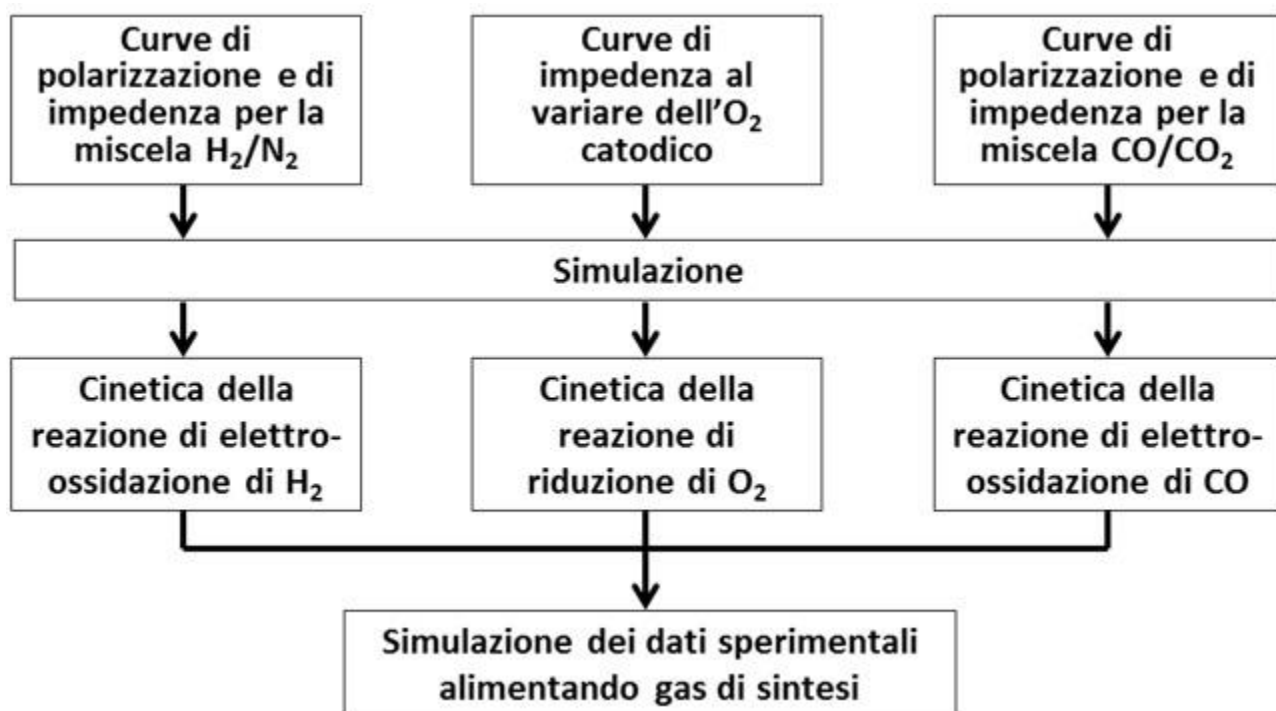 Curve di
polarizzazione e di
impedenza per la
miscela H₂/N₂
Curve di
impedenza al
variare dell'O₂
catodico
Curve di
polarizzazione e di
impedenza per la
miscela CO/CO₂
Simulazione
Cinetica della
reazione di elettro-
ossidazione di H₂
Cinetica della
reazione di
riduzione di O₂
Cinetica della
reazione di elettro-
ossidazione di CO
Simulazione dei dati sperimentali
alimentando gas di sintesi